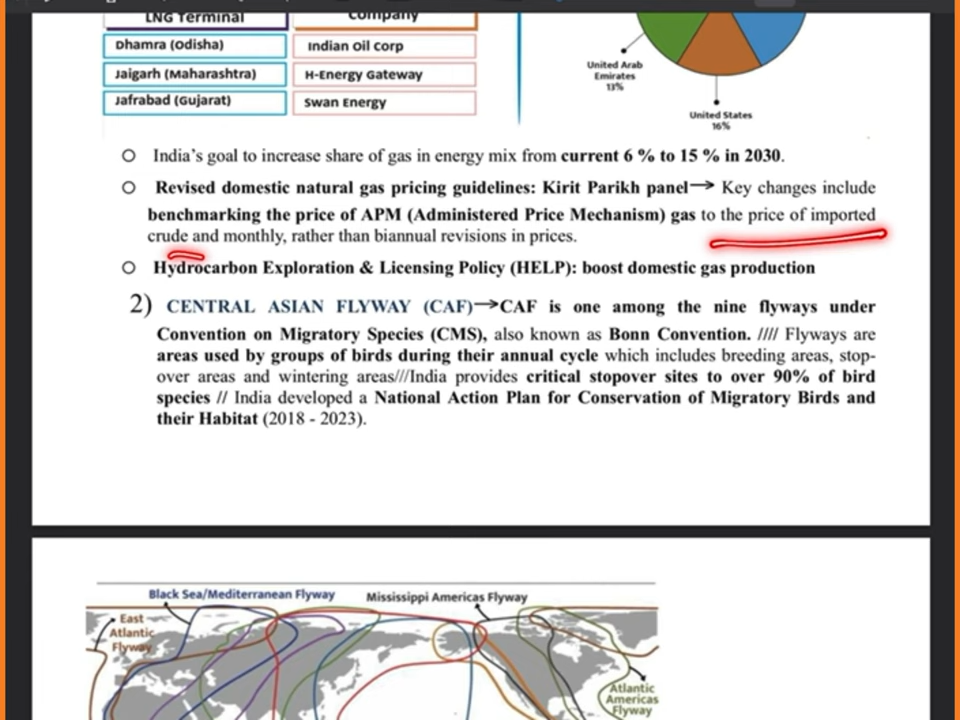 LNG Terminal
Company
Dhamra (Odisha)
Indian Oil corp
Jaigarh (Maharashtra)
H-Energy Gateway
Jafrabad (Gujarat)
Swan Energy
United Arab
Emirates
13%
United States
16%
O India's goal to increase share of gas in energy mix from current 6 % to 15 % in 2030.
O Revised domestic natural gas pricing guidelines: Kirit Parikh panel→ Key changes include
benchmarking the price of APM (Administered Price Mechanism) gas to the price of imported
crude and monthly, rather than biannual revisions in prices.
O Hydrocarbon Exploration & Licensing Policy (HELP): boost domestic gas production
2) CENTRAL ASIAN FLYWAY (CAF)→CAF is one among the nine flyways under
Convention on Migratory Species (CMS), also known as Bonn Convention. //// Flyways are
areas used by groups of birds during their annual cycle which includes breeding areas, stop-
over areas and wintering areas///India provides critical stopover sites to over 90% of bird
species // India developed a National Action Plan for Conservation of Migratory Birds and
their Habitat (2018 - 2023).
Black Sea/Mediterranean Flyway
Mississippi Americas Flyway
East
Atlantic
Flyway
Atlantic
Americas
Flyway